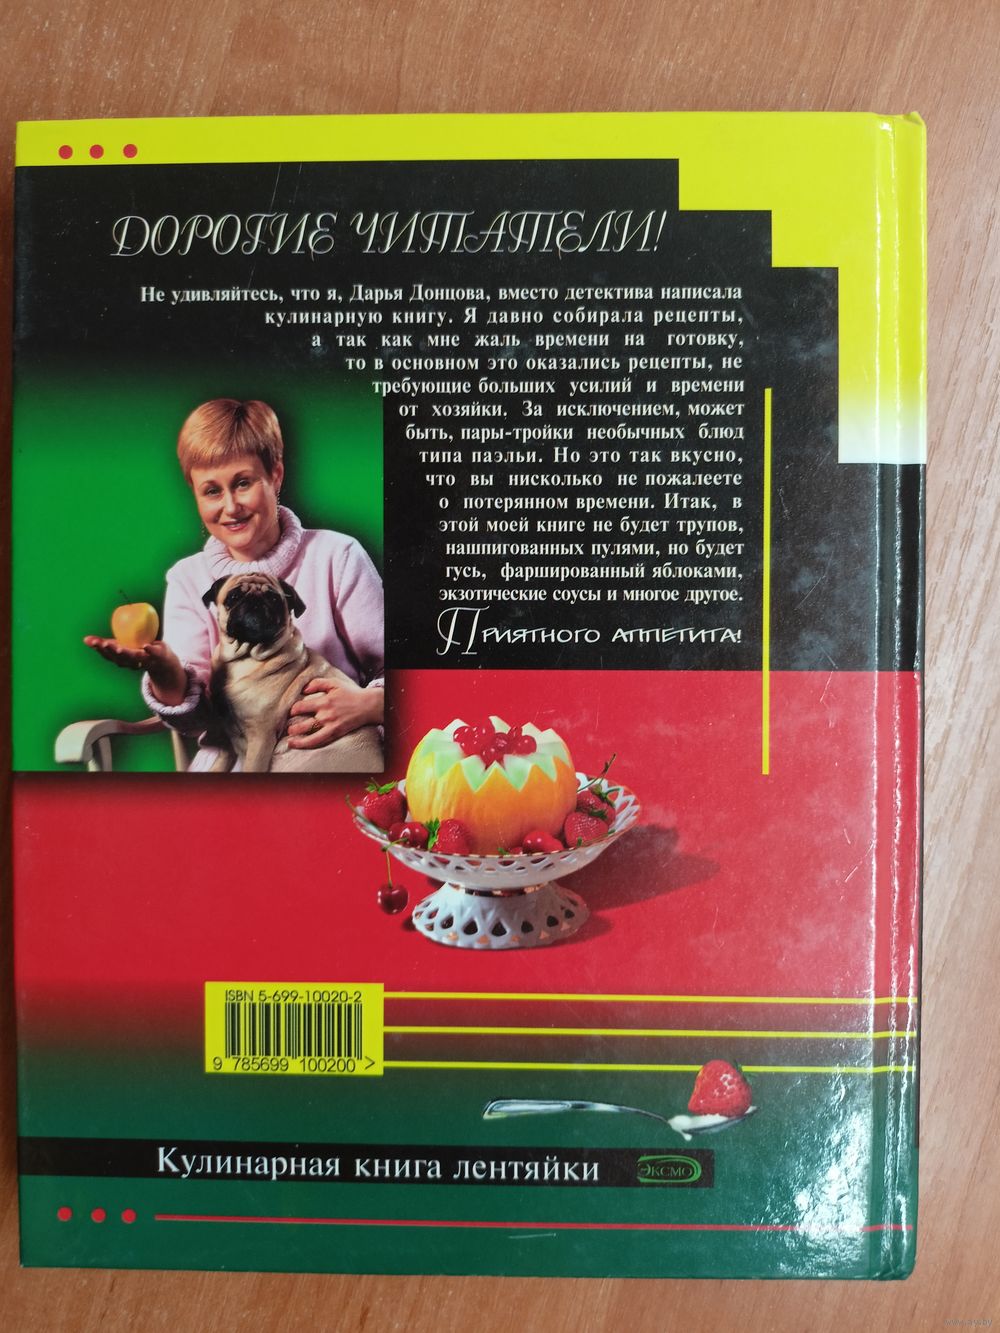 ДОРОГИЕ ЧИТАТЕЛИ!
Не удивляйтесь, что я, Дарья Донцова, вместо детектива написала
кулинарную книгу. Я давно собирала рецепты,
а так как мне жаль времени на готовку,
то в основном это оказались рецепты, не
требующие больших усилий и времени
от хозяйки. За исключением, может
быть, пары-тройки необычных блюд
типа паэльи. Но это так вкусно,
что вы нисколько не пожалеете
о потерянном времени. Итак, в
этой моей книге не будет трупов,
нашпигованных пулями, но будет
гусь, фаршированный яблоками,
экзотические соусы и многое другое.
ПРИЯТНОГО АППЕТИТА!
ISBN 5-699-10020-2
9 785699 100200 >
Кулинарная книга лентяйки
ЭКСМО
www.ay.by